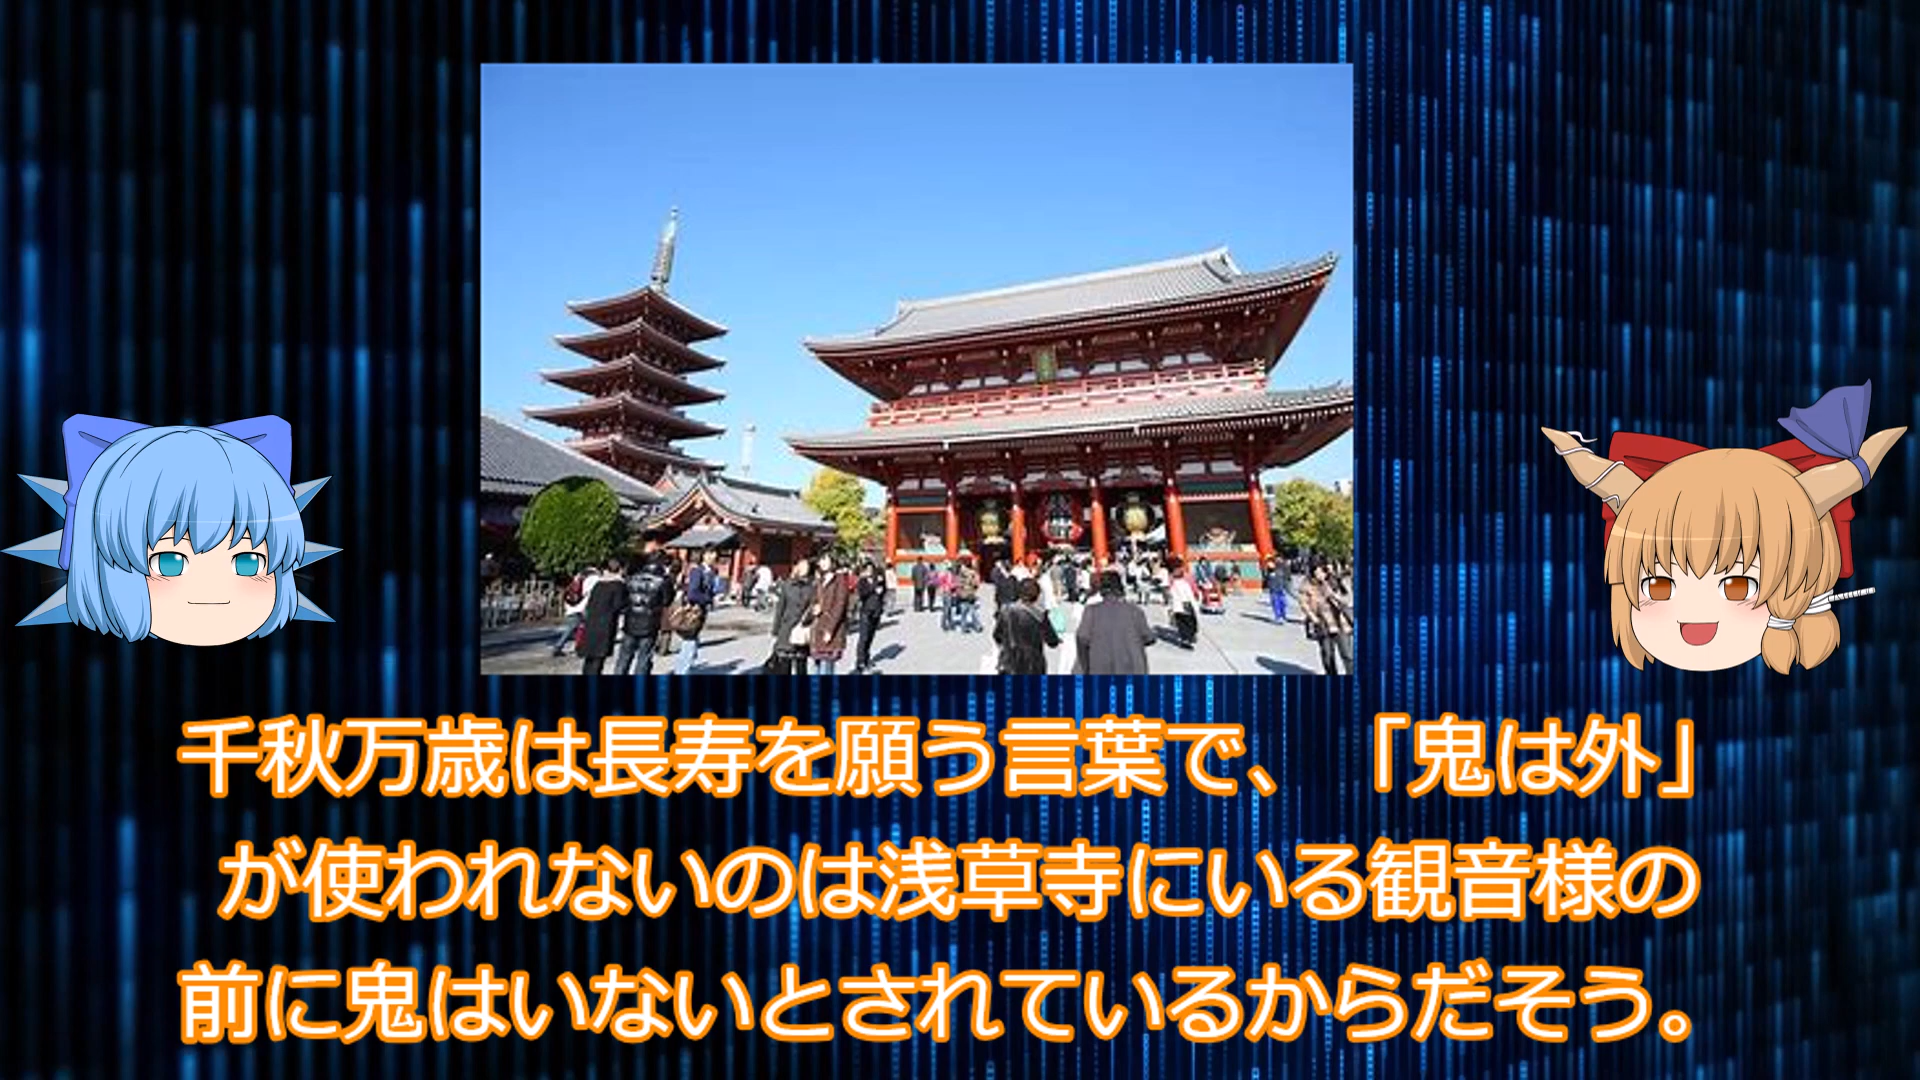 千秋万歳は長寿を願う言葉で、「鬼は外」
が使われないのは浅草寺にいる観音様の
前に鬼はいないとされているからだそう。